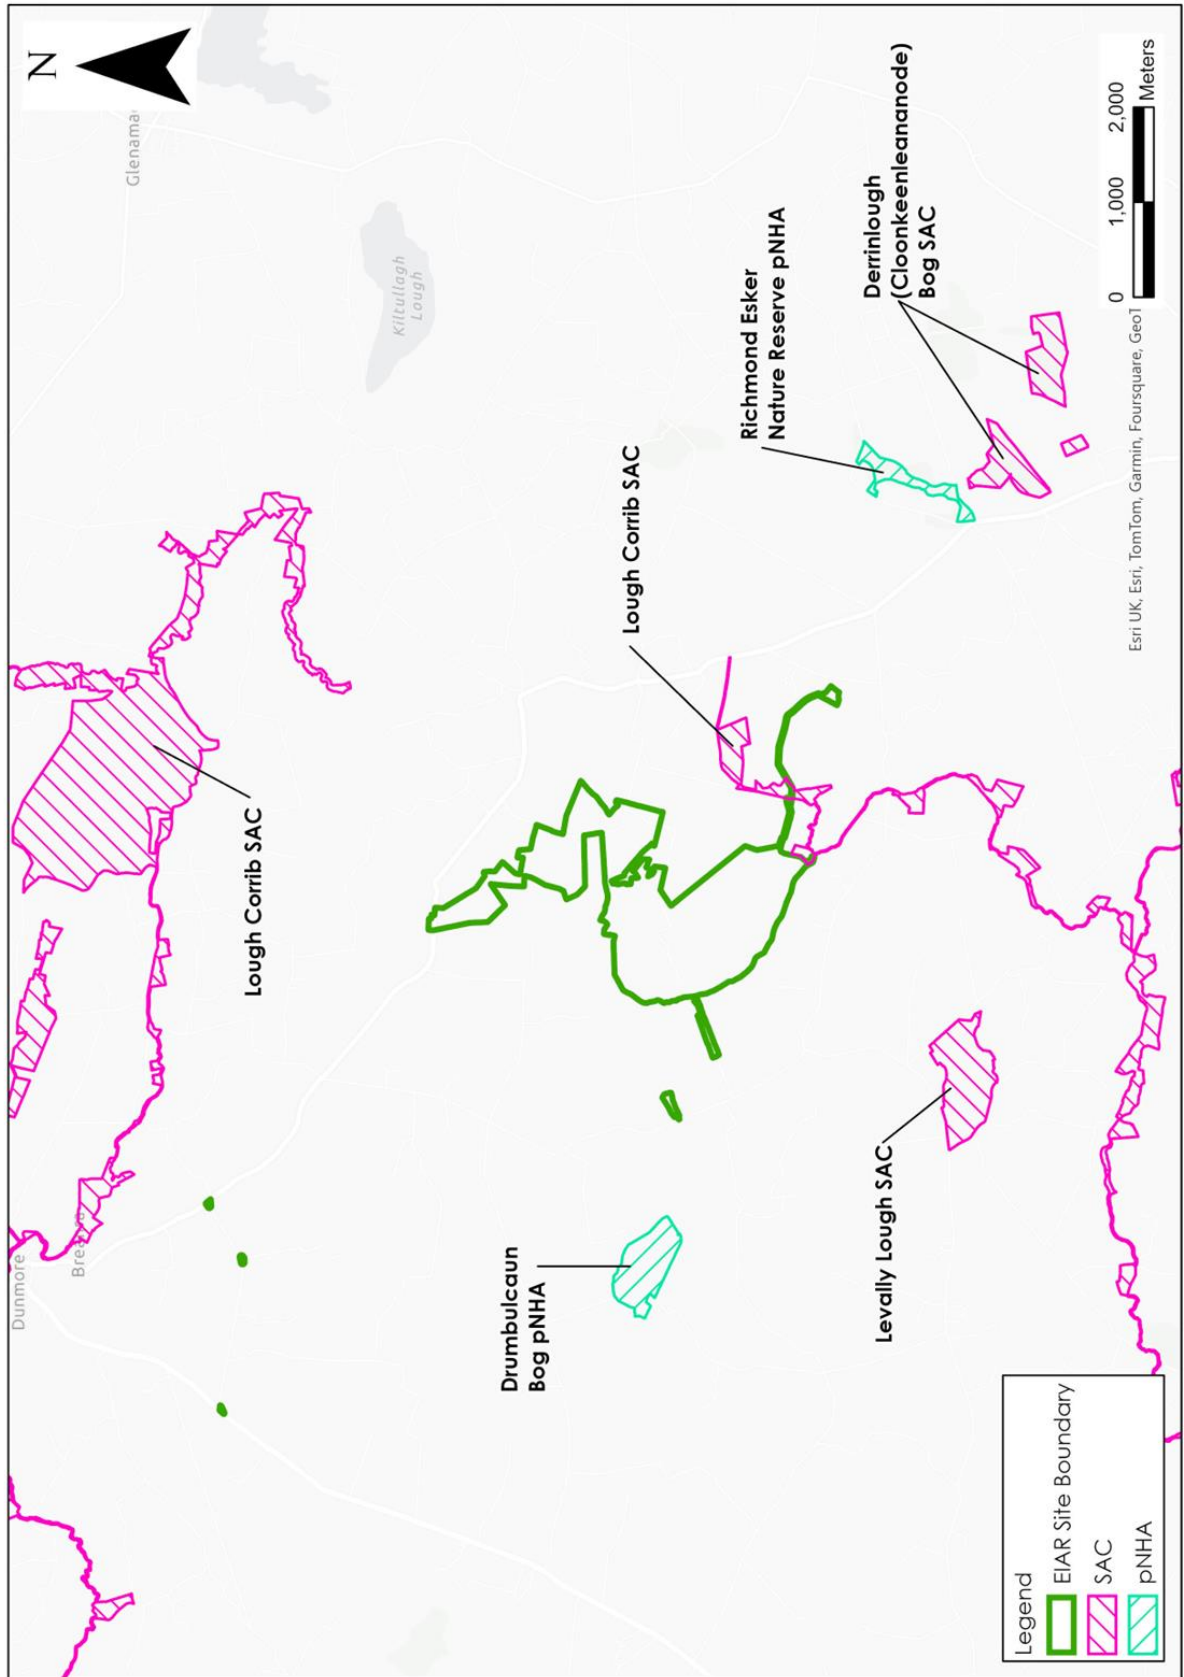 N
Dunmore
Glenama
Kiltullagh
Lough
Lough Corrib SAC
Drumbulcaun
Bog pNHA
Lough Corrib SAC
Richmond Esker
Nature Reserve pNHA
Levally Lough SAC
Derrinlough
(Cloonkeenleananode)
Bog SAC
Legend
EIAR Site Boundary
SAC
pNHA
0 1,000 2,000
Meters
Esri UK, Esri, TomTom, Garmin, Foursquare, GeoT